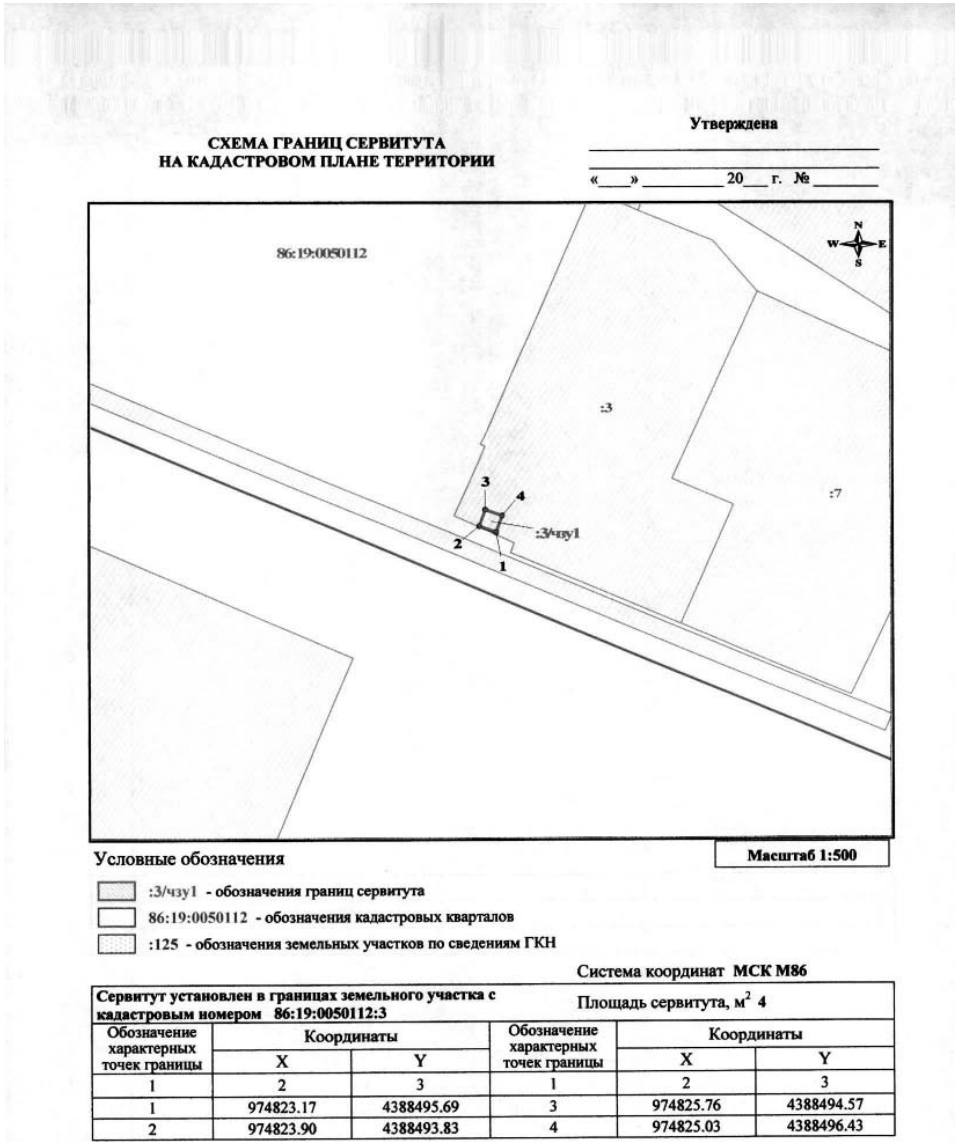 Утверждена
СХЕМА ГРАНИЦ СЕРВИТУТА
НА КАДАСТРОВОМ ПЛАНЕ ТЕРРИТОРИИ
«___» ________ 20___ г. № ______
86:19:0050112
N
W E
S
:3
:7
3
4
:3/чзу1
2
1
Условные обозначения
Масштаб 1:500
:3/чзу1 - обозначения границ сервитута
86:19:0050112 - обозначения кадастровых кварталов
:125 - обозначения земельных участков по сведениям ГКН
Система координат МСК М86
Сервитут установлен в границах земельного участка с
кадастровым номером 86:19:0050112:3
Площадь сервитута, м² 4
Обозначение характерных точек границы
Координаты
Обозначение характерных точек границы
Координаты
X Y X Y
1 2 3 1 2 3
1 974823.17 4388495.69 3 974825.76 4388494.57
2 974823.90 4388493.83 4 974825.03 4388496.43